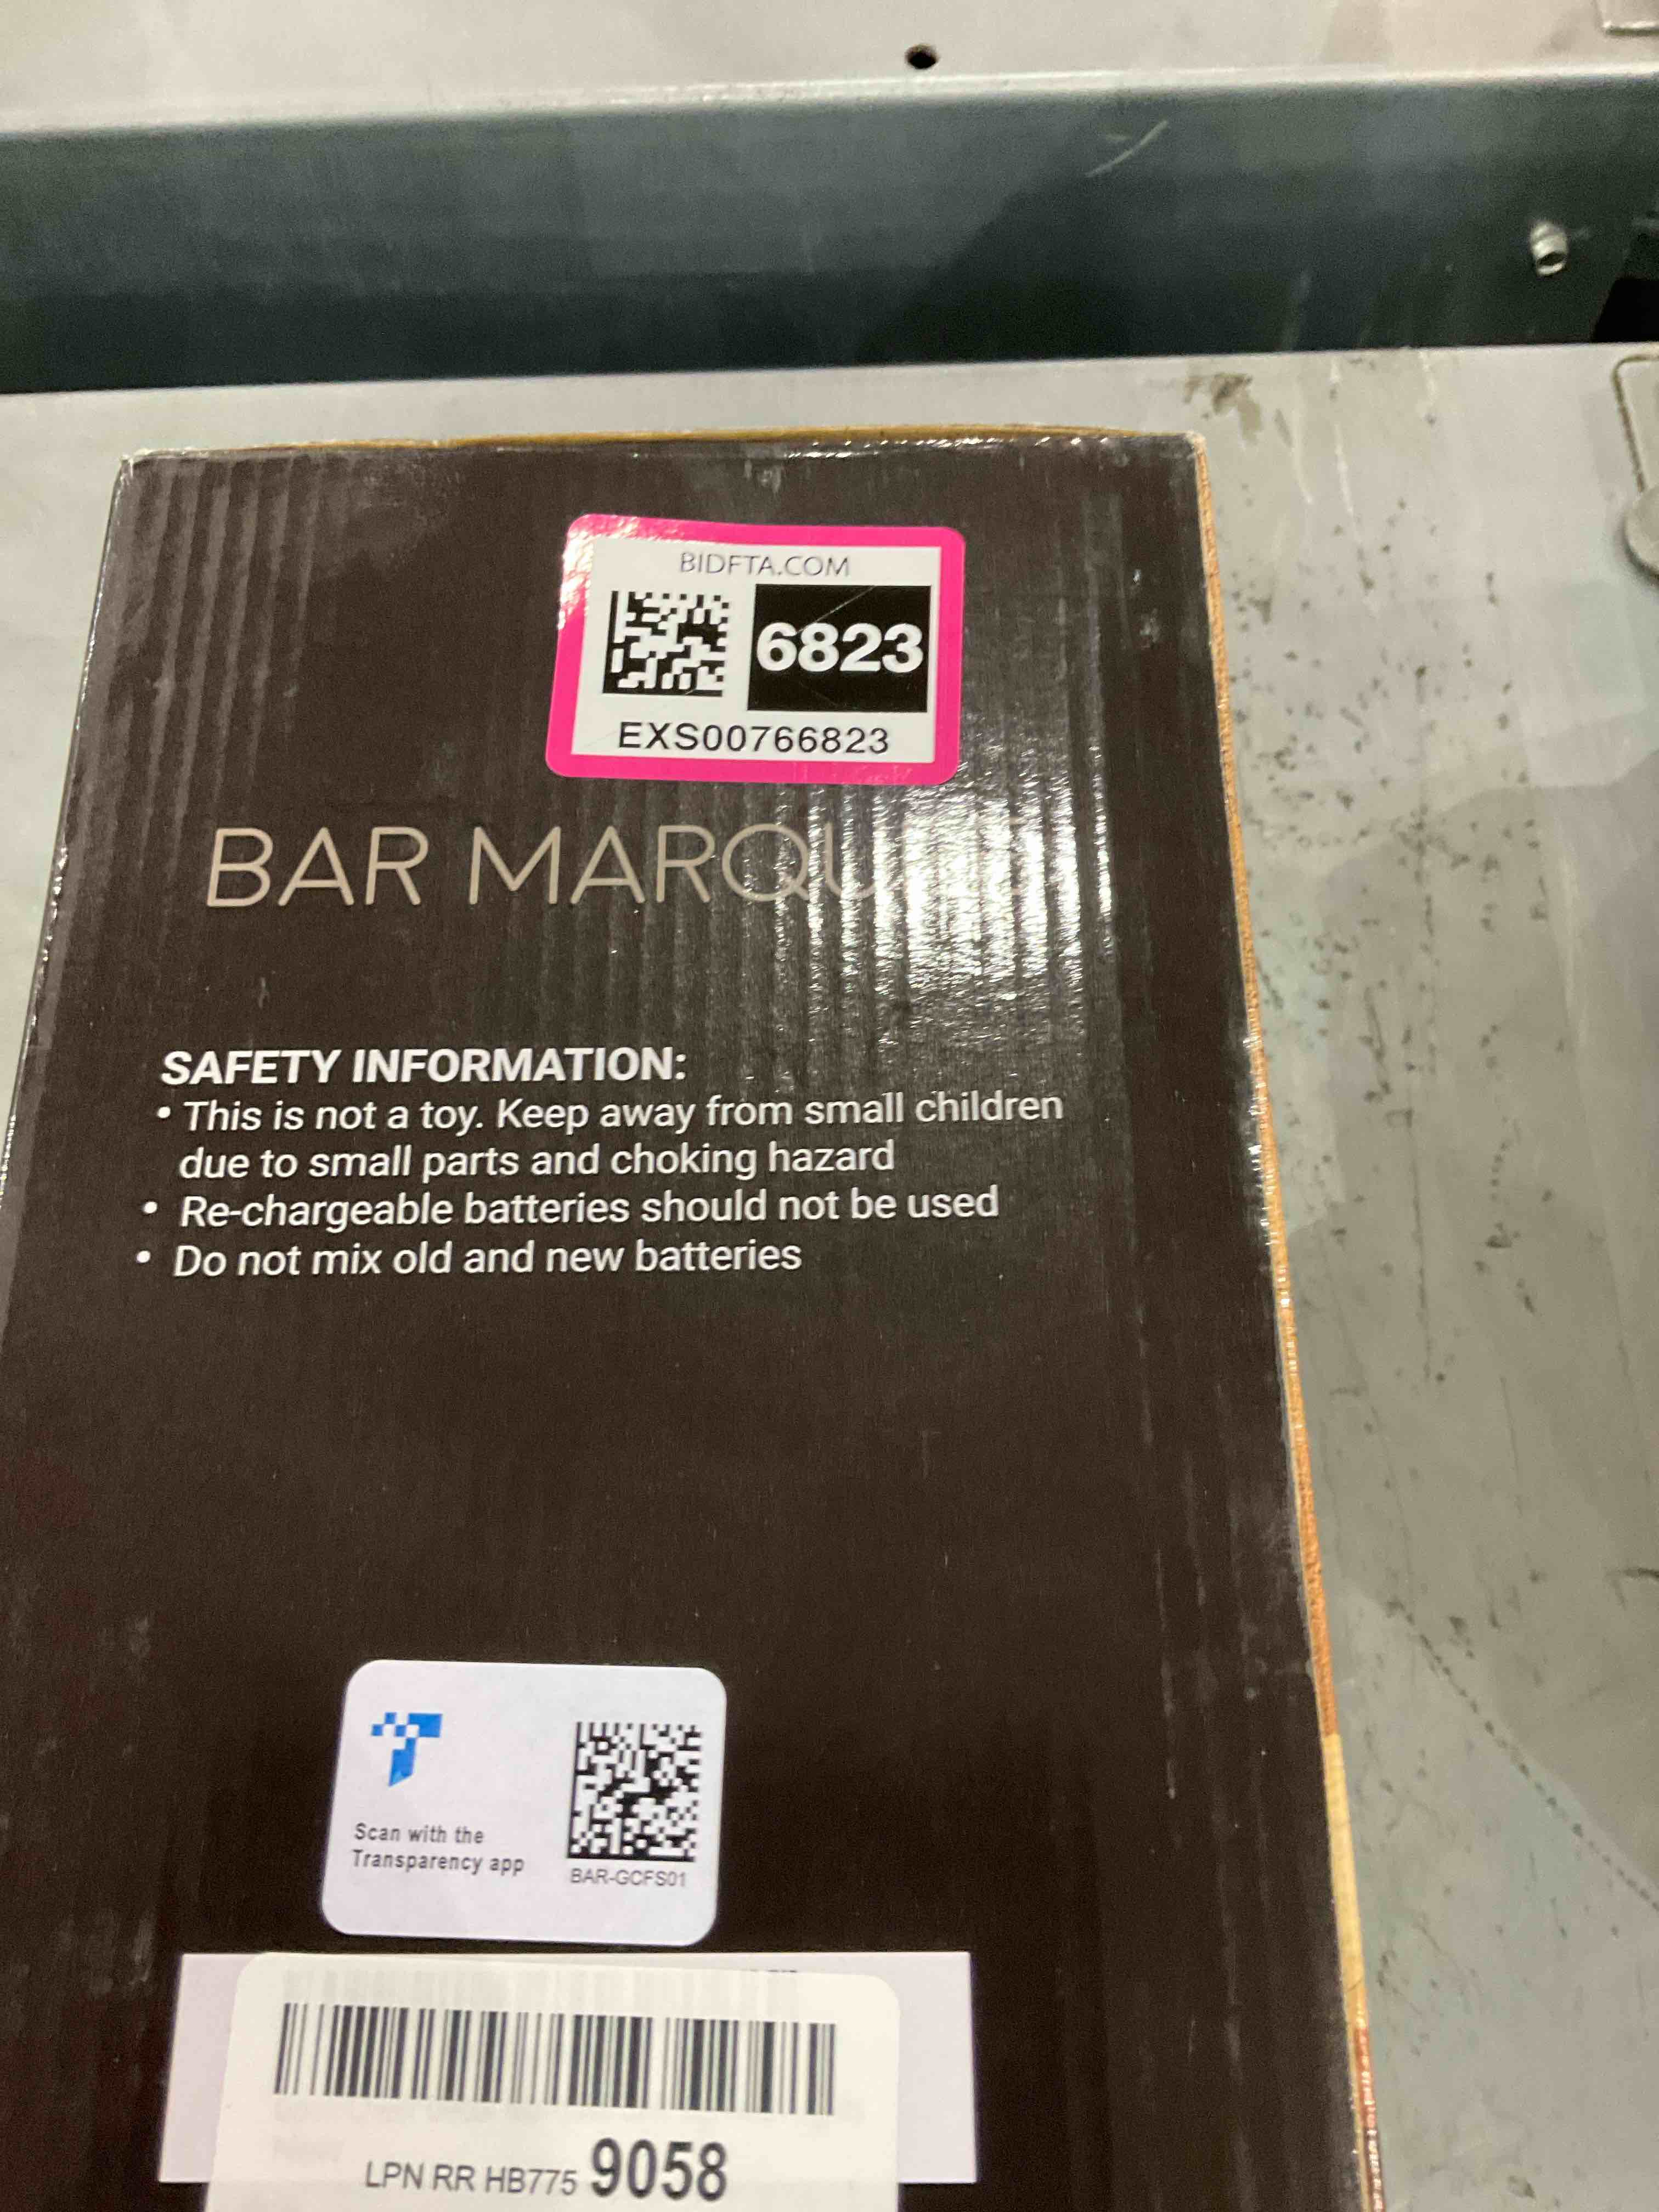 BIDFTA.COM
6823
EXS00766823
BAR
SAFETY INFORMATION:
• This is not a toy. Keep away from small children
due to small parts and choking hazard
• Re-chargeable batteries should not be used
• Do not mix old and new batteries
Scan with the
Transparency app
BAR-GCFS01
LPN RR HB775 9058